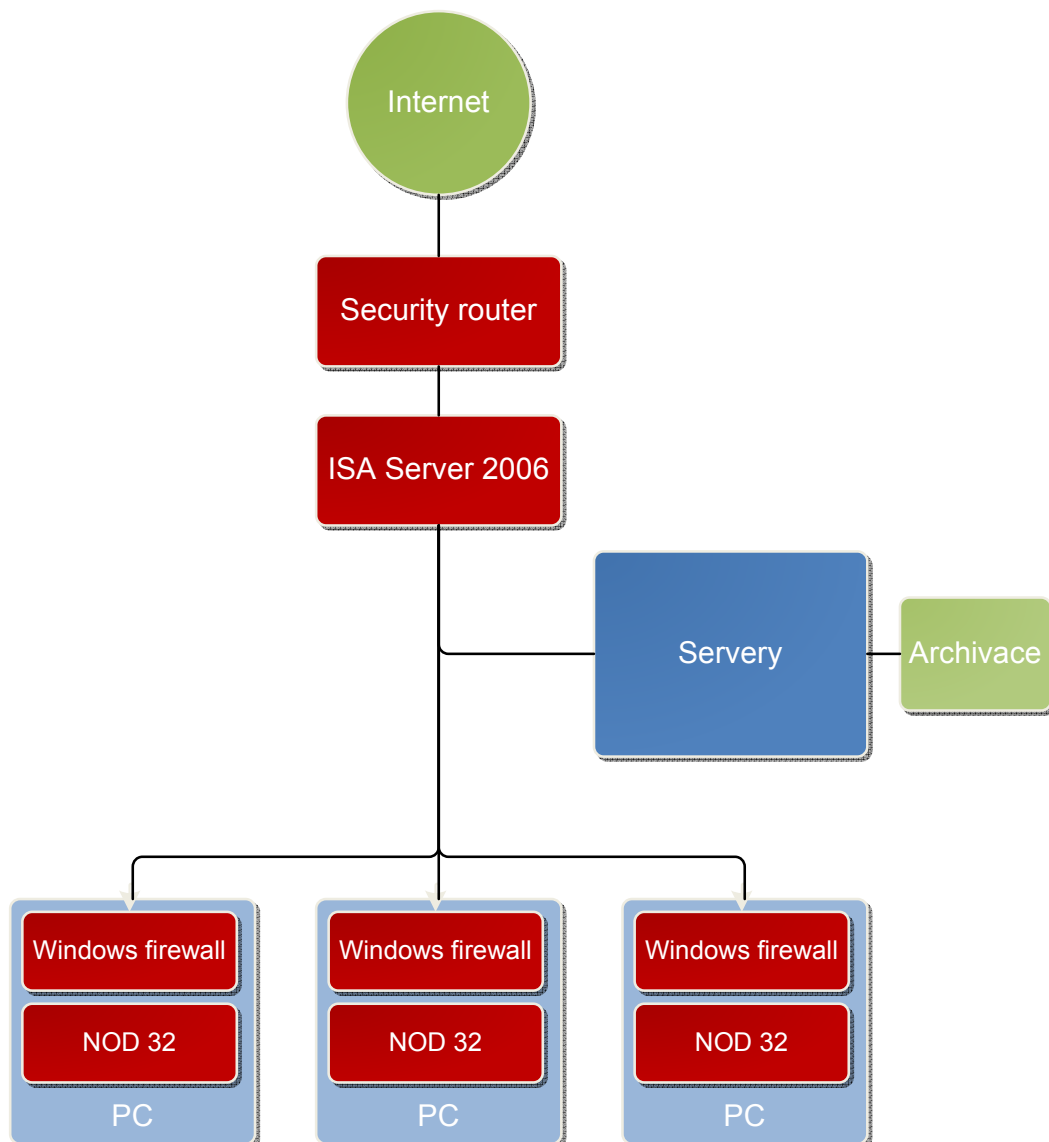 Internet
Security router
ISA Server 2006
Servery
Archivace
Windows firewall
Windows firewall
Windows firewall
NOD 32
NOD 32
NOD 32
PC
PC
PC